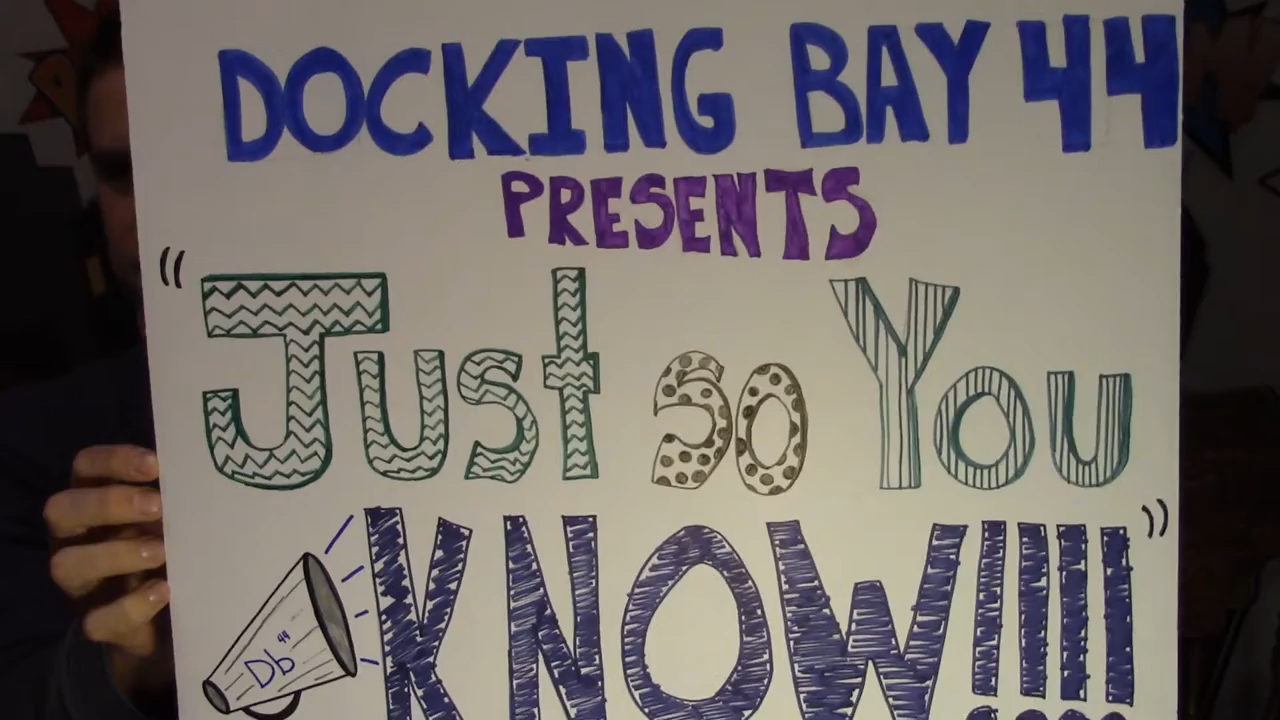 DOCKING BAY 44
PRESENTS
"Just so You
KNOW!!!!"
Db44